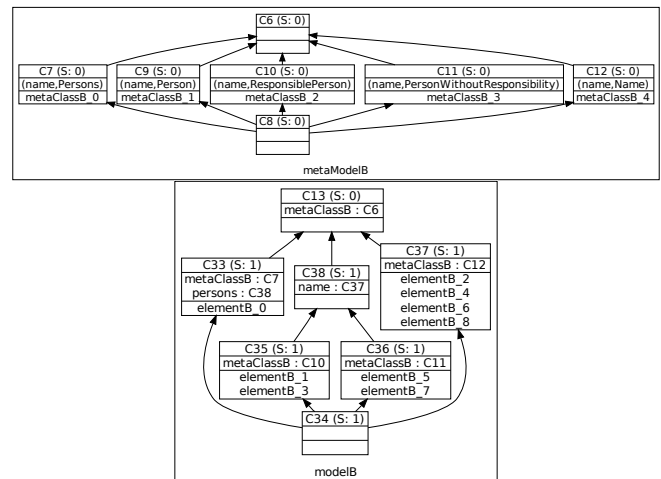 C6 (S: 0)
C7 (S: 0)
(name,Persons)
metaClassB_0
C9 (S: 0)
(name,Person)
metaClassB_1
C10 (S: 0)
(name,ResponsiblePerson)
metaClassB_2
C11 (S: 0)
(name,PersonWithoutResponsibility)
metaClassB_3
C12 (S: 0)
(name,Name)
metaClassB_4
C8 (S: 0)
metaModelB
C13 (S: 0)
metaClassB : C6
C33 (S: 1)
metaClassB : C7
persons : C38
elementB_0
C38 (S: 1)
name : C37
C37 (S: 1)
metaClassB : C12
elementB_2
elementB_4
elementB_6
elementB_8
C35 (S: 1)
metaClassB : C10
elementB_1
elementB_3
C36 (S: 1)
metaClassB : C11
elementB_5
elementB_7
C34 (S: 1)
modelB